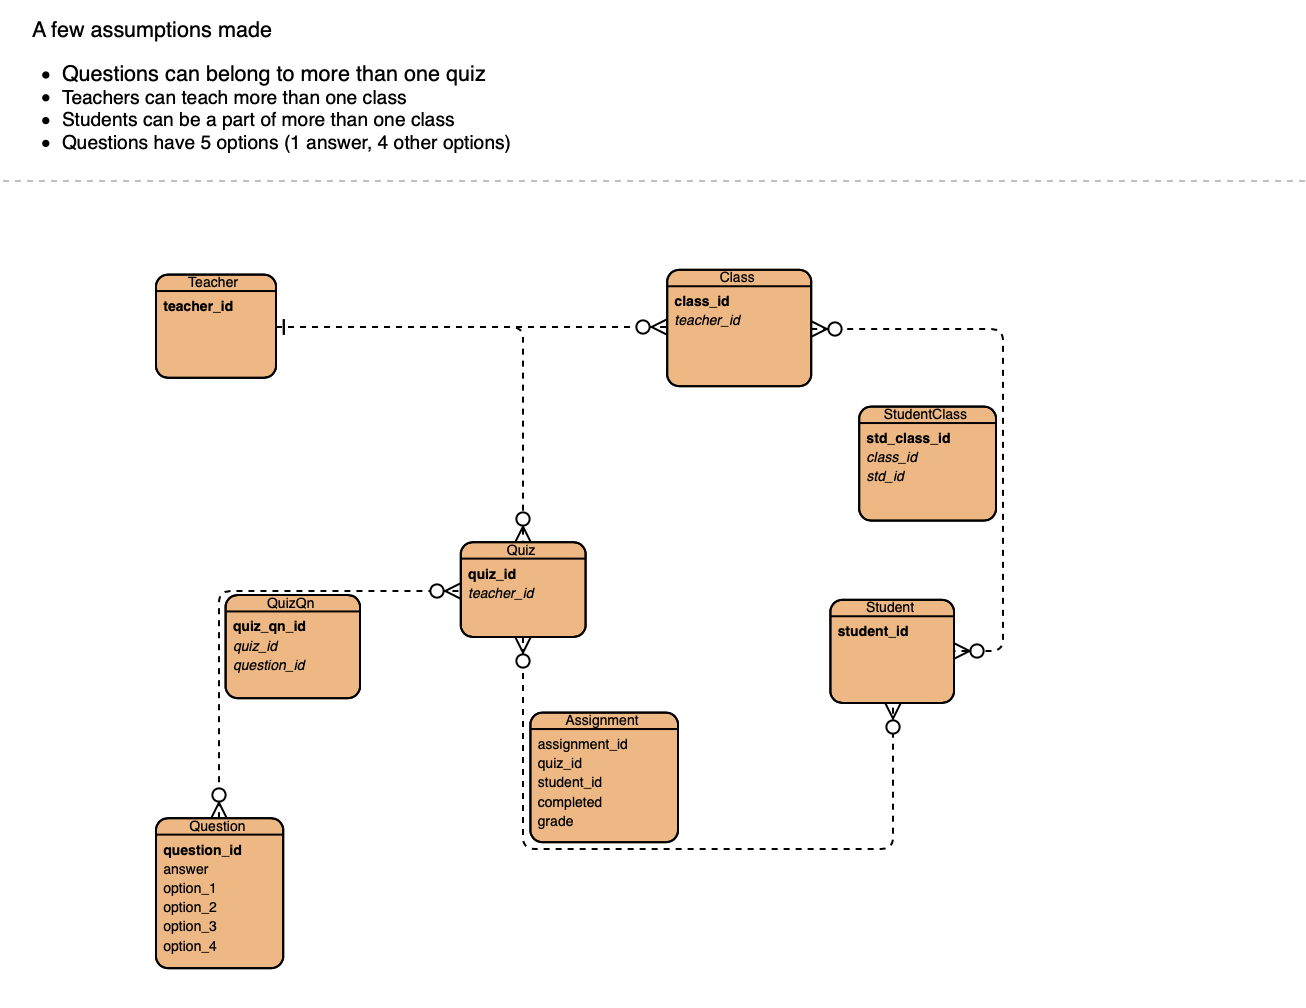 A few assumptions made
• Questions can belong to more than one quiz
• Teachers can teach more than one class
• Students can be a part of more than one class
• Questions have 5 options (1 answer, 4 other options)
Teacher
teacher_id
Class
class_id
teacher_id
StudentClass
std_class_id
class_id
std_id
Quiz
quiz_id
teacher_id
QuizQn
quiz_qn_id
quiz_id
question_id
Student
student_id
Assignment
assignment_id
quiz_id
student_id
completed
grade
Question
question_id
answer
option_1
option_2
option_3
option_4